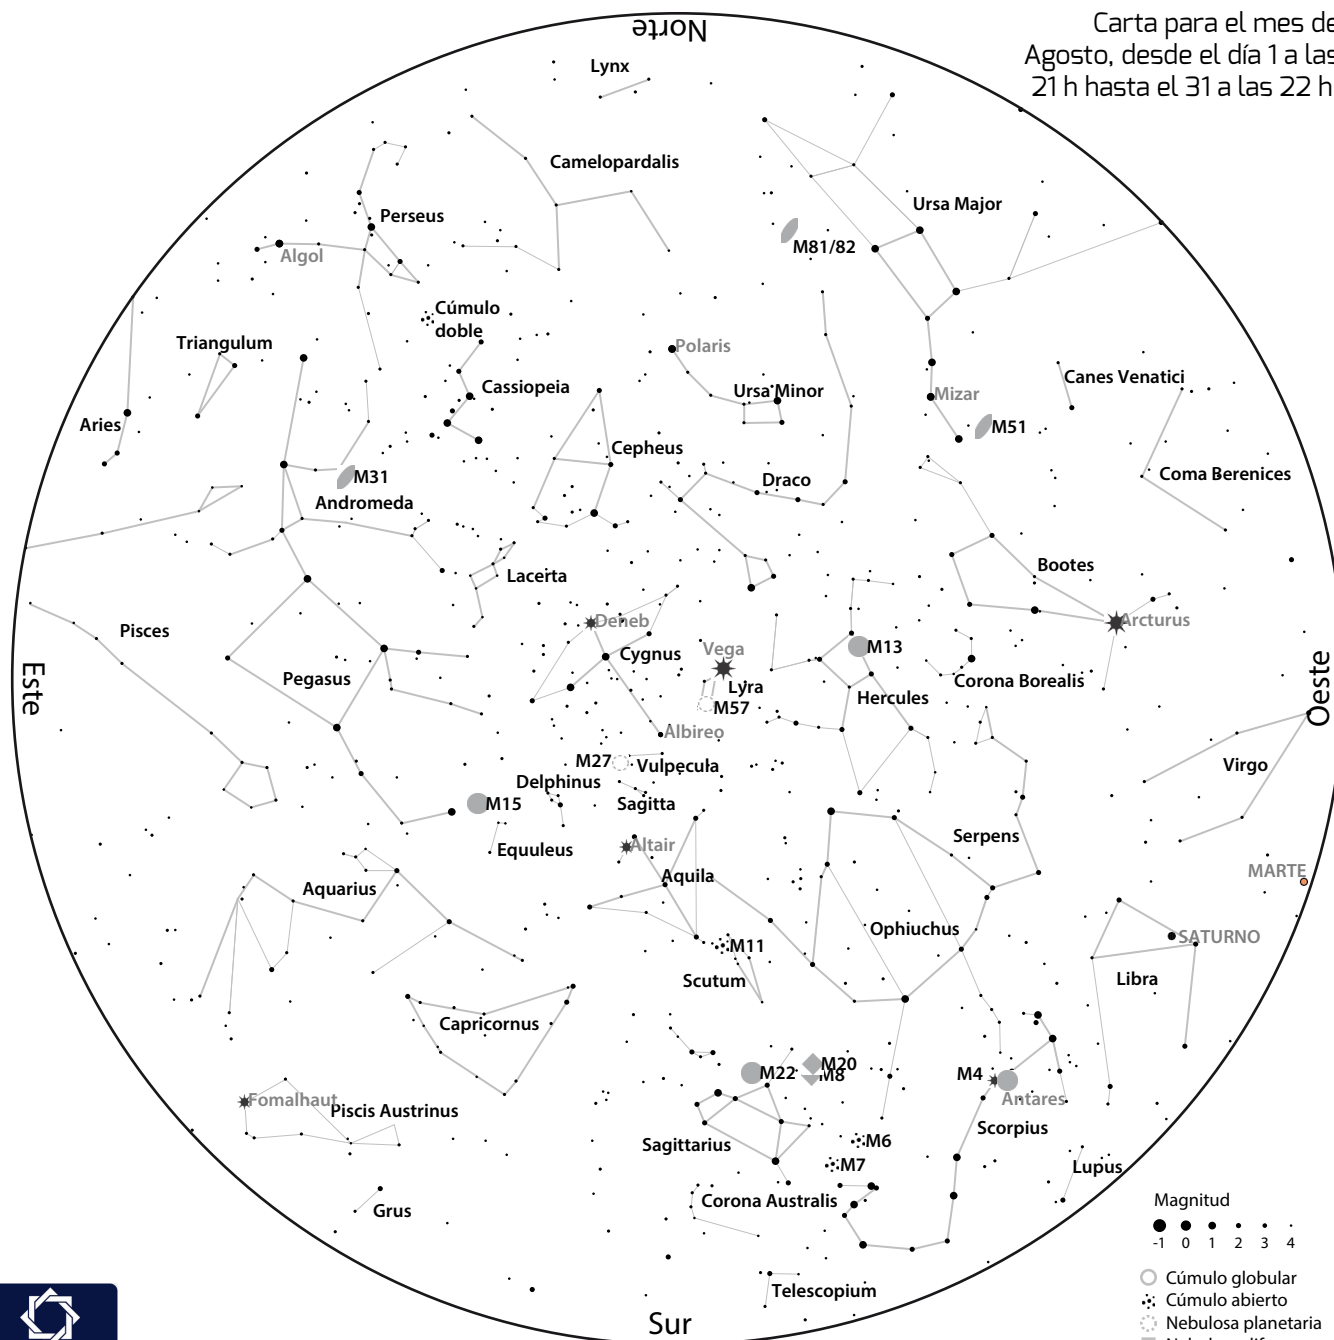 Norte
Carta para el mes de
Agosto, desde el día 1 a las
21 h hasta el 31 a las 22 h
Lynx
Camelopardalis
Ursa Major
Perseus
Algol
M81/82
Cúmulo
doble
Triangulum
Polaris
Cassiopeia
Ursa Minor
Canes Venatici
Mizar
Aries
M51
Cepheus
M31
Draco
Coma Berenices
Andromeda
Lacerta
Bootes
Pisces
Deneb
Arcturus
Cygnus
Vega
M13
Este
Pegasus
Lyra
Hercules
Corona Borealis
Oeste
M57
Albireo
M27
Vulpecula
Virgo
Delphinus
M15
Sagitta
Serpens
Equuleus
Altair
Aquila
MARTE
Aquarius
Ophiuchus
SATURNO
M11
Scutum
Libra
Capricornus
M20
M22
M8
M4
Antares
Fomalhaut
Piscis Austrinus
Scorpius
Sagittarius
M6
M7
Lupus
Corona Australis
Grus
Magnitud
-1 0 1 2 3 4
Cúmulo globular
Telescopium
Cúmulo abierto
Sur
Nebulosa planetaria